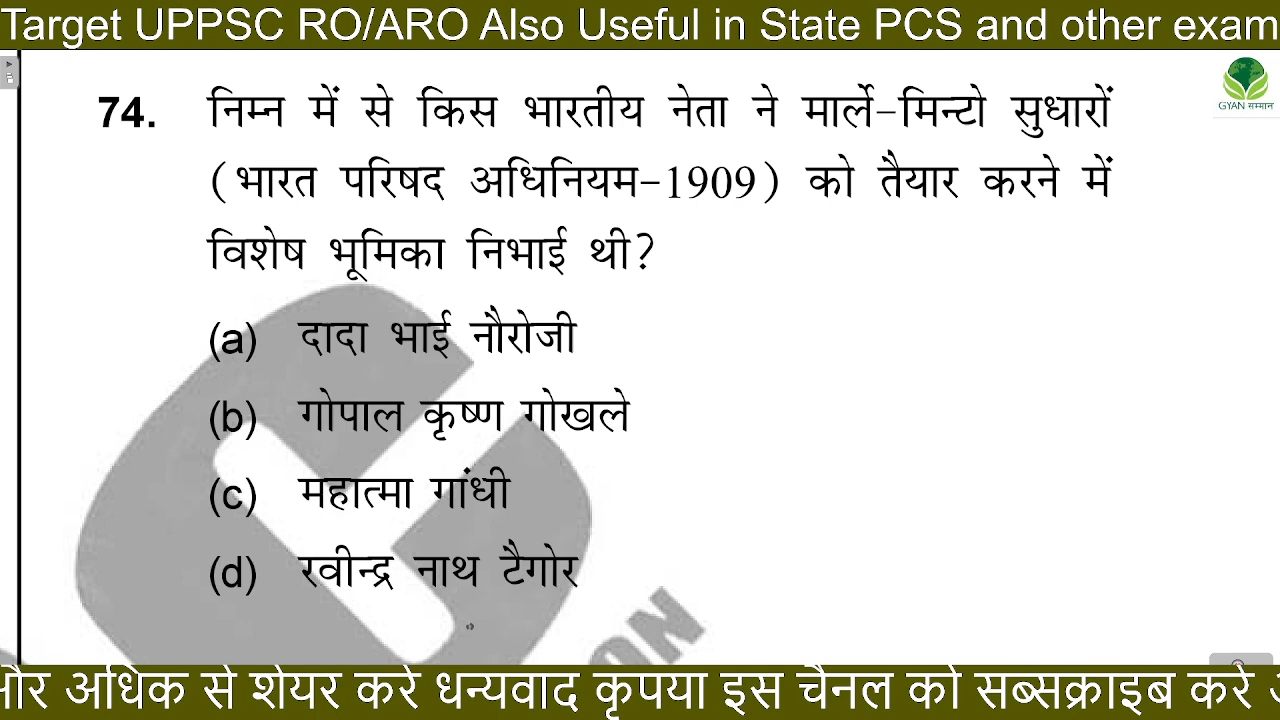 Target UPPSC RO/ARO Also Useful in State PCS and other exam
GYAN सम्मान
74. निम्न में से किस भारतीय नेता ने मार्ले-मिन्टो सुधारों
(भारत परिषद अधिनियम-1909) को तैयार करने में
विशेष भूमिका निभाई थी?
(a) दादा भाई नौरोजी
(b) गोपाल कृष्ण गोखले
(c) महात्मा गांधी
(d) रवीन्द्र नाथ टैगोर
ON
और अधिक से शेयर करे धन्यवाद कृपया इस चैनल को सब्सक्राइब करें